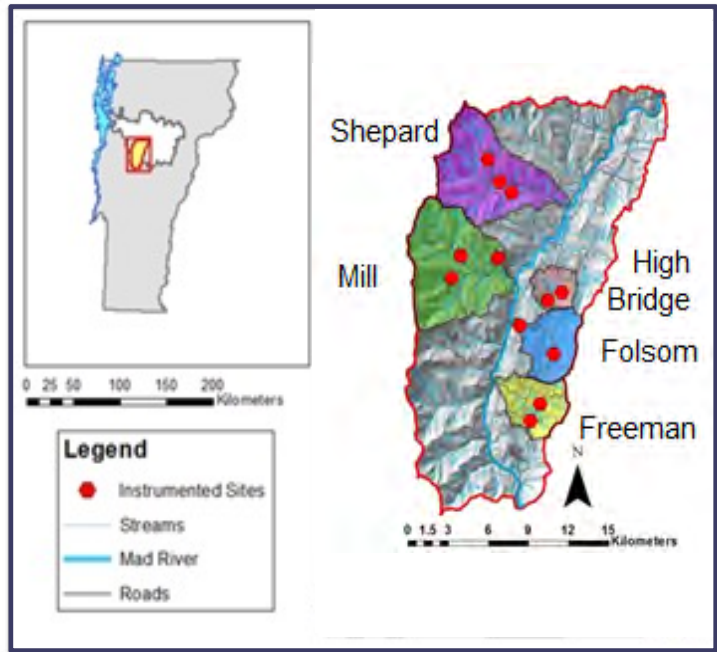 0 25 50 100 150 200
Kilometers
Legend
Instrumented Sites
Streams
Mad River
Roads
Shepard
Mill
High
Bridge
Folsom
Freeman
N
0 1.5 3 6 9 12 15
Kilometers